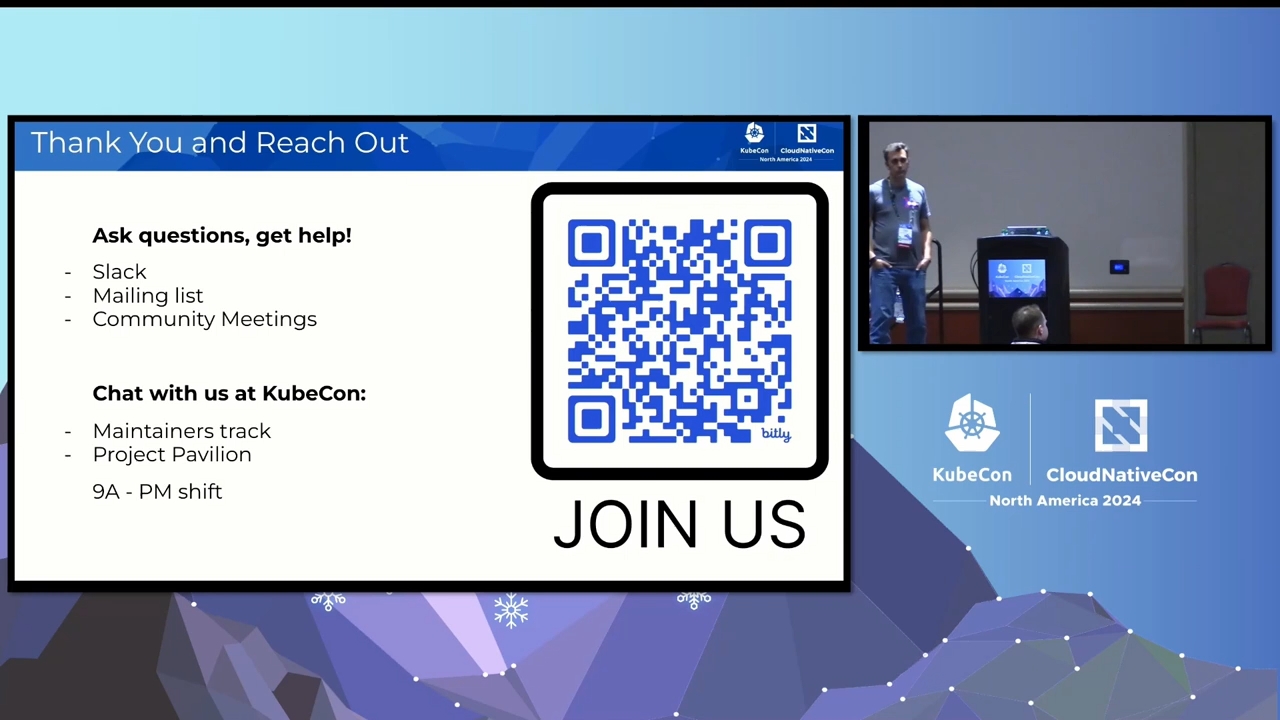 Thank You and Reach Out
KubeCon
CloudNativeCon
North America 2024
Ask questions, get help!
- Slack
- Mailing list
- Community Meetings
Chat with us at KubeCon:
- Maintainers track
- Project Pavilion
9A - PM shift
bitly
JOIN US
KubeCon
CloudNativeCon
North America 2024